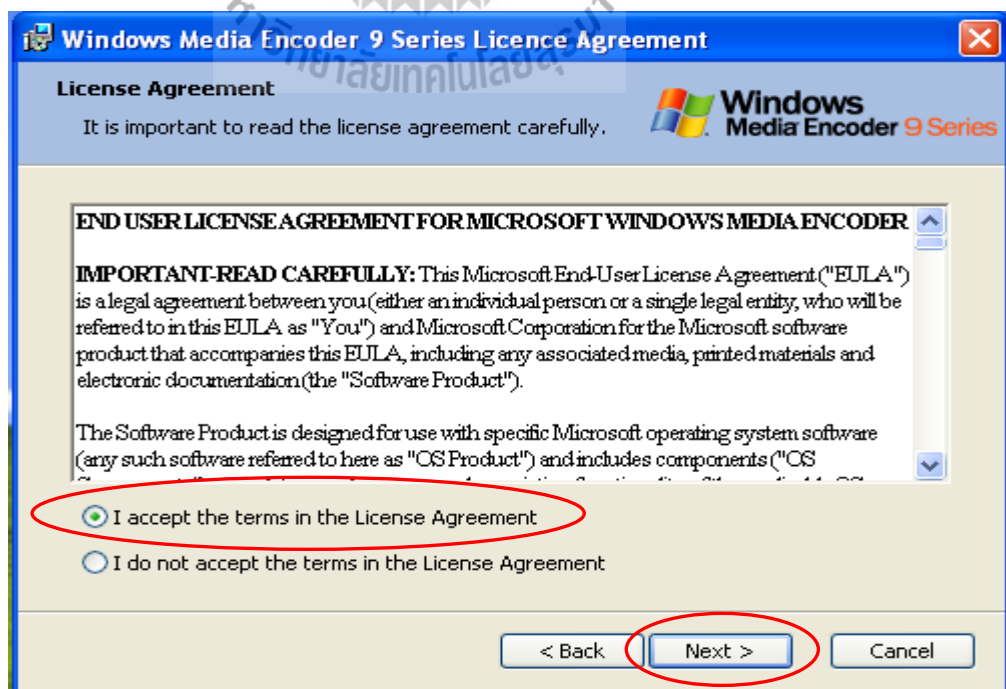 Windows Media Encoder 9 Series Licence Agreement
License Agreement
It is important to read the license agreement carefully.
Windows
Media Encoder 9 Series
END USER LICENSE AGREEMENT FOR MICROSOFT WINDOWS MEDIA ENCODER
IMPORTANT-READ CAREFULLY: This Microsoft End-User License Agreement ("EULA")
is a legal agreement between you (either an individual person or a single legal entity, who will be
referred to in this EULA as "You") and Microsoft Corporation for the Microsoft software
product that accompanies this EULA, including any associated media, printed materials and
electronic documentation (the "Software Product").
The Software Product is designed for use with specific Microsoft operating system software
(any such software referred to here as "OS Product") and includes components ("OS
I accept the terms in the License Agreement
I do not accept the terms in the License Agreement
< Back
Next >
Cancel